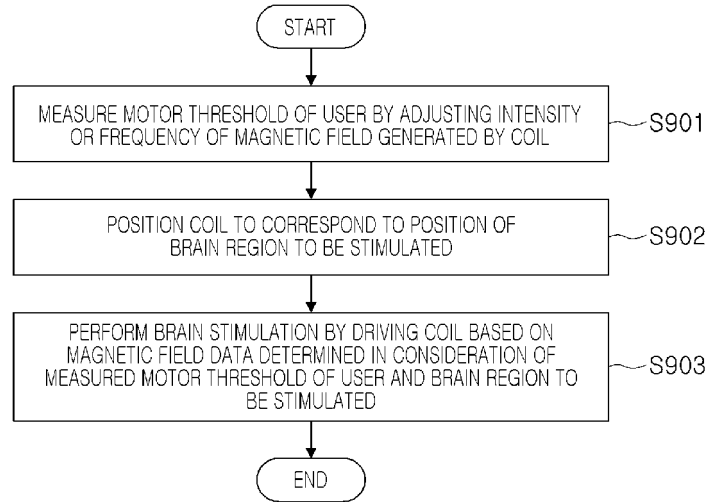 START
MEASURE MOTOR THRESHOLD OF USER BY ADJUSTING INTENSITY
OR FREQUENCY OF MAGNETIC FIELD GENERATED BY COIL
S901
POSITION COIL TO CORRESPOND TO POSITION OF
BRAIN REGION TO BE STIMULATED
S902
PERFORM BRAIN STIMULATION BY DRIVING COIL BASED ON
MAGNETIC FIELD DATA DETERMINED IN CONSIDERATION OF
MEASURED MOTOR THRESHOLD OF USER AND BRAIN REGION TO
BE STIMULATED
S903
END